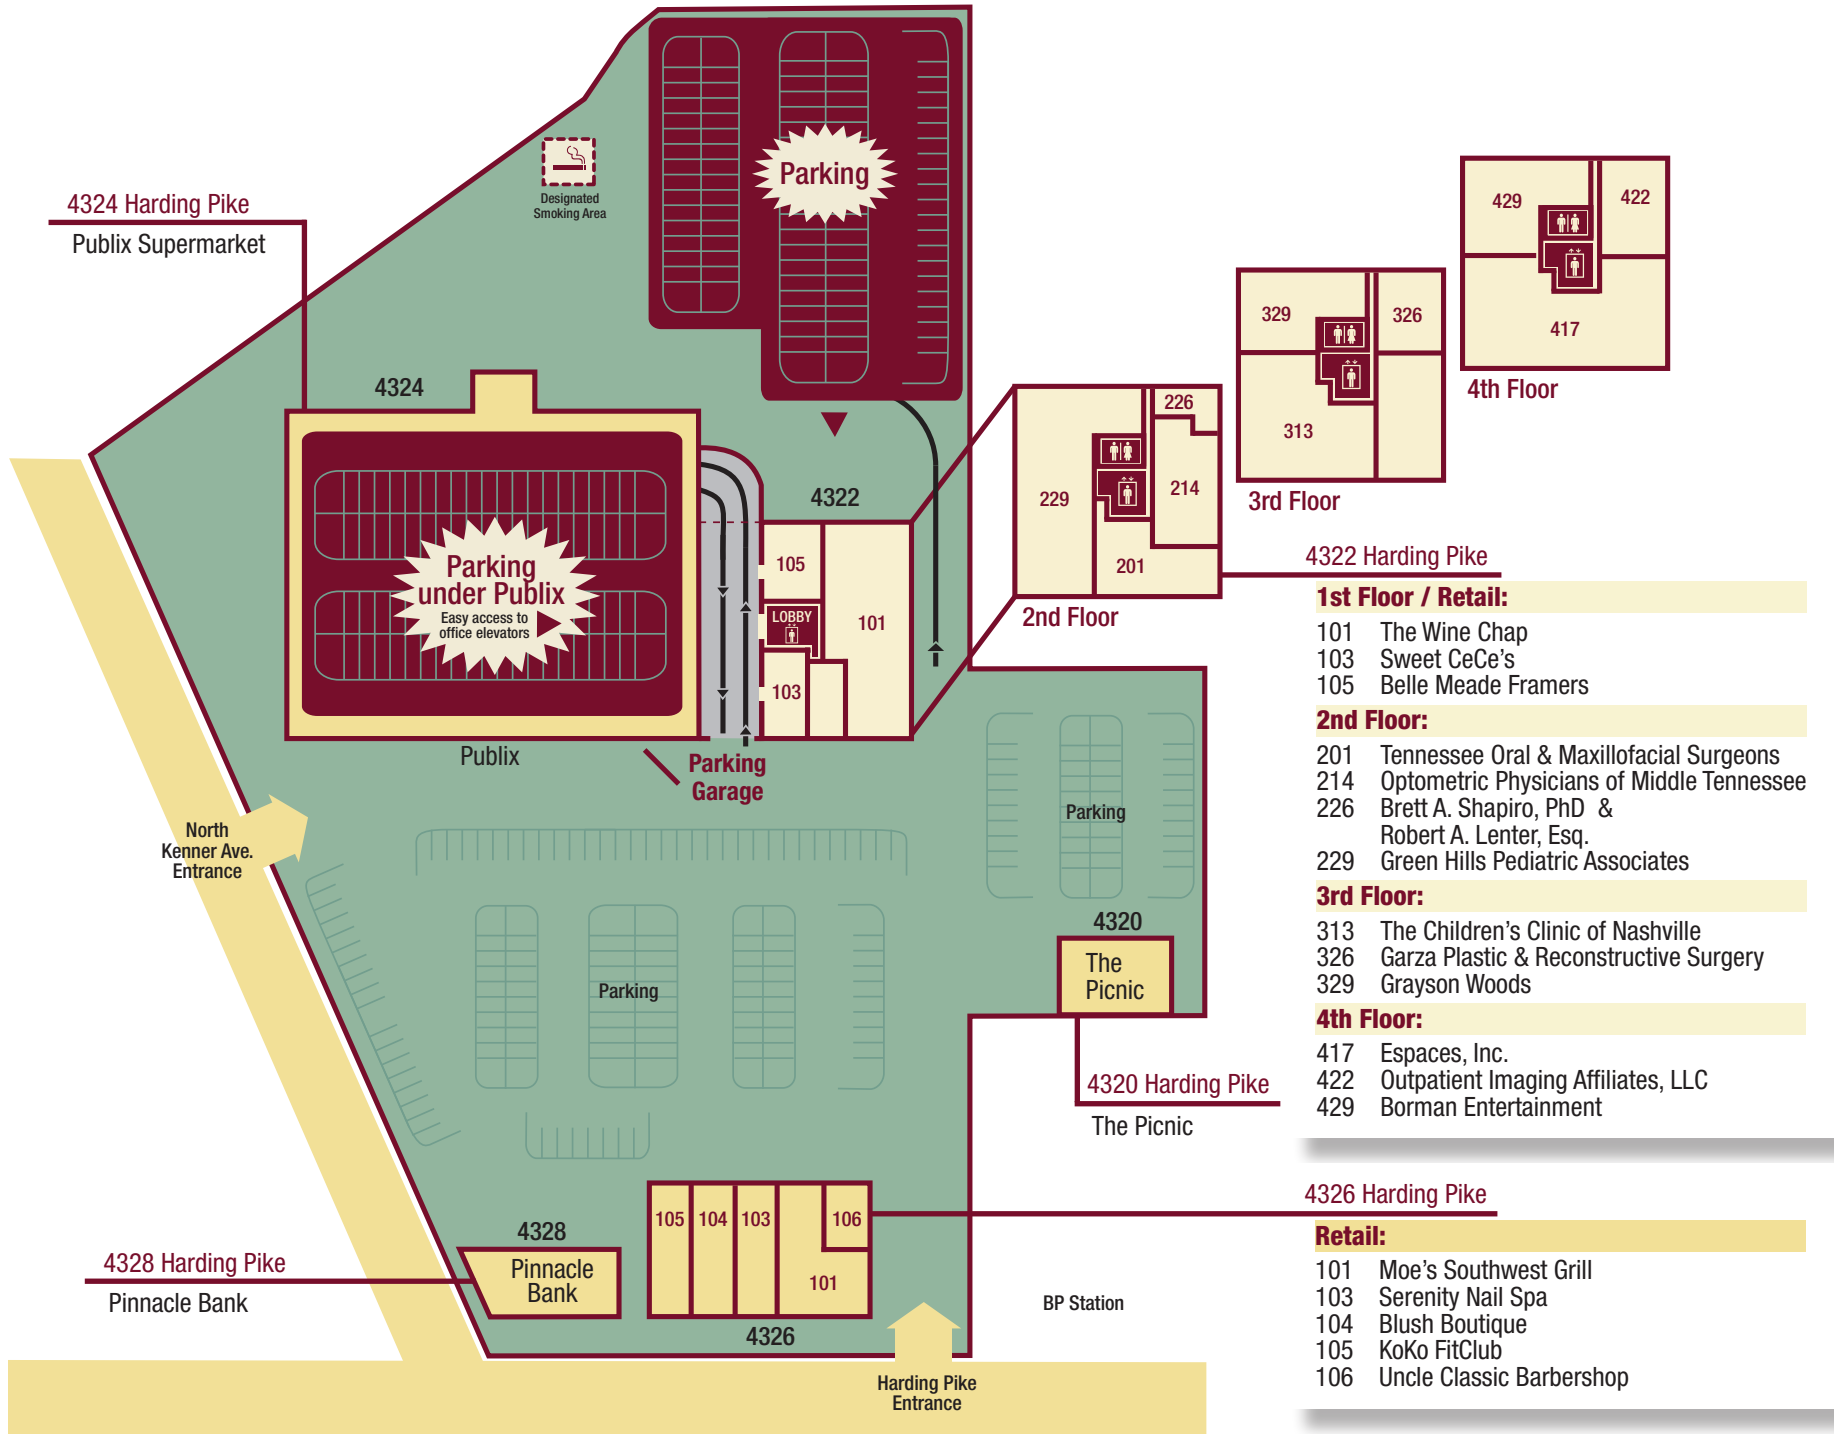 Parking
Designated
Smoking Area
4324 Harding Pike
Publix Supermarket
429
422
417
4th Floor
329
326
313
3rd Floor
4324
226
229
214
201
2nd Floor
4322
Parking
under Publix
Easy access to
office elevators
105
LOBBY
101
103
Publix
Parking
Garage
4322 Harding Pike
1st Floor / Retail:
101 The Wine Chap
103 Sweet CeCe's
105 Belle Meade Framers
2nd Floor:
201 Tennessee Oral & Maxillofacial Surgeons
214 Optometric Physicians of Middle Tennessee
226 Brett A. Shapiro, PhD &
Robert A. Lenter, Esq.
229 Green Hills Pediatric Associates
3rd Floor:
313 The Children's Clinic of Nashville
326 Garza Plastic & Reconstructive Surgery
329 Grayson Woods
4th Floor:
417 Espaces, Inc.
422 Outpatient Imaging Affiliates, LLC
429 Borman Entertainment
North
Kenner Ave.
Entrance
Parking
4320
The
Picnic
Parking
4320 Harding Pike
The Picnic
4326 Harding Pike
Retail:
101 Moe's Southwest Grill
103 Serenity Nail Spa
104 Blush Boutique
105 KoKo FitClub
106 Uncle Classic Barbershop
105
104
103
106
101
4326
4328
Pinnacle
Bank
4328 Harding Pike
Pinnacle Bank
BP Station
Harding Pike
Entrance